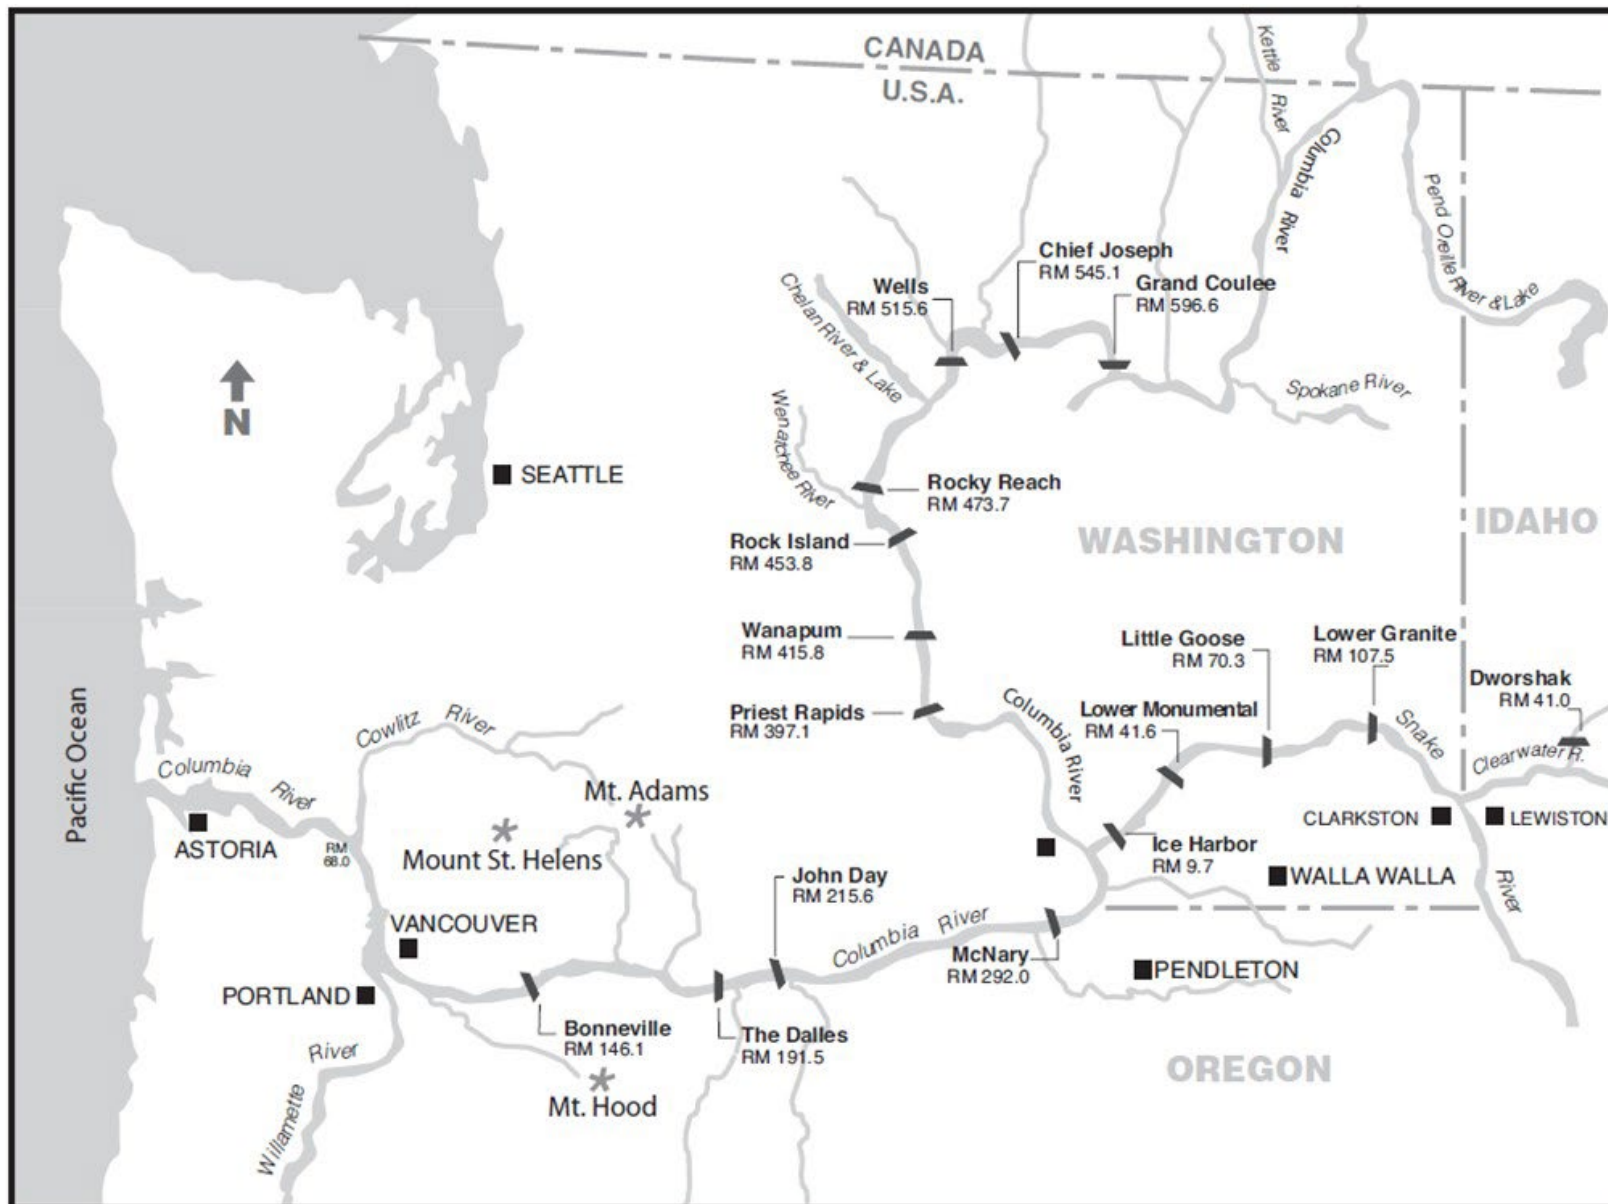 CANADA
U.S.A.
Kettle River
Columbia River
Pend Oreille River & Lake
Chief Joseph
RM 545.1
Wells
RM 515.6
Grand Coulee
RM 596.6
Chelan River & Lake
Spokane River
N
Wenatchee River
SEATTLE
Rocky Reach
RM 473.7
WASHINGTON
IDAHO
Rock Island
RM 453.8
Wanapum
RM 415.8
Little Goose
RM 70.3
Lower Granite
RM 107.5
Dworshak
RM 41.0
Priest Rapids
RM 397.1
Columbia River
Lower Monumental
RM 41.6
Snake River
Clearwater R.
Pacific Ocean
Cowlitz River
Columbia River
Mt. Adams
ASTORIA
RM
68.0
Mount St. Helens
CLARKSTON
LEWISTON
Ice Harbor
RM 9.7
WALLA WALLA
John Day
RM 215.6
VANCOUVER
Columbia River
McNary
RM 292.0
PENDLETON
PORTLAND
Bonneville
RM 146.1
The Dalles
RM 191.5
Willamette River
Mt. Hood
OREGON